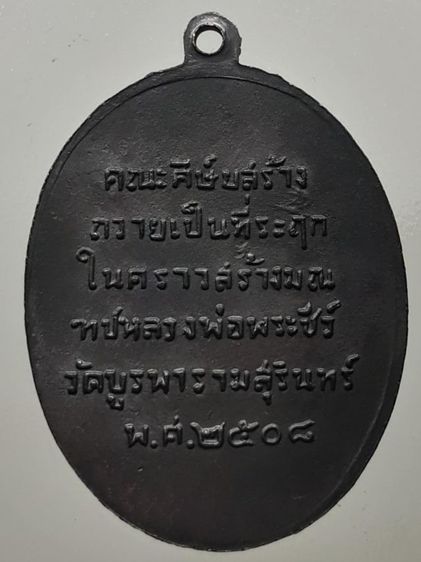 คณะศิษย์สร้าง
ถวายเป็นที่ระฤก
ในคราวสร้างมณ
ฑปหลวงพ่อพระชีว์
วัดบูรพารามสุรินทร์
พ.ศ.๒๕๐๘